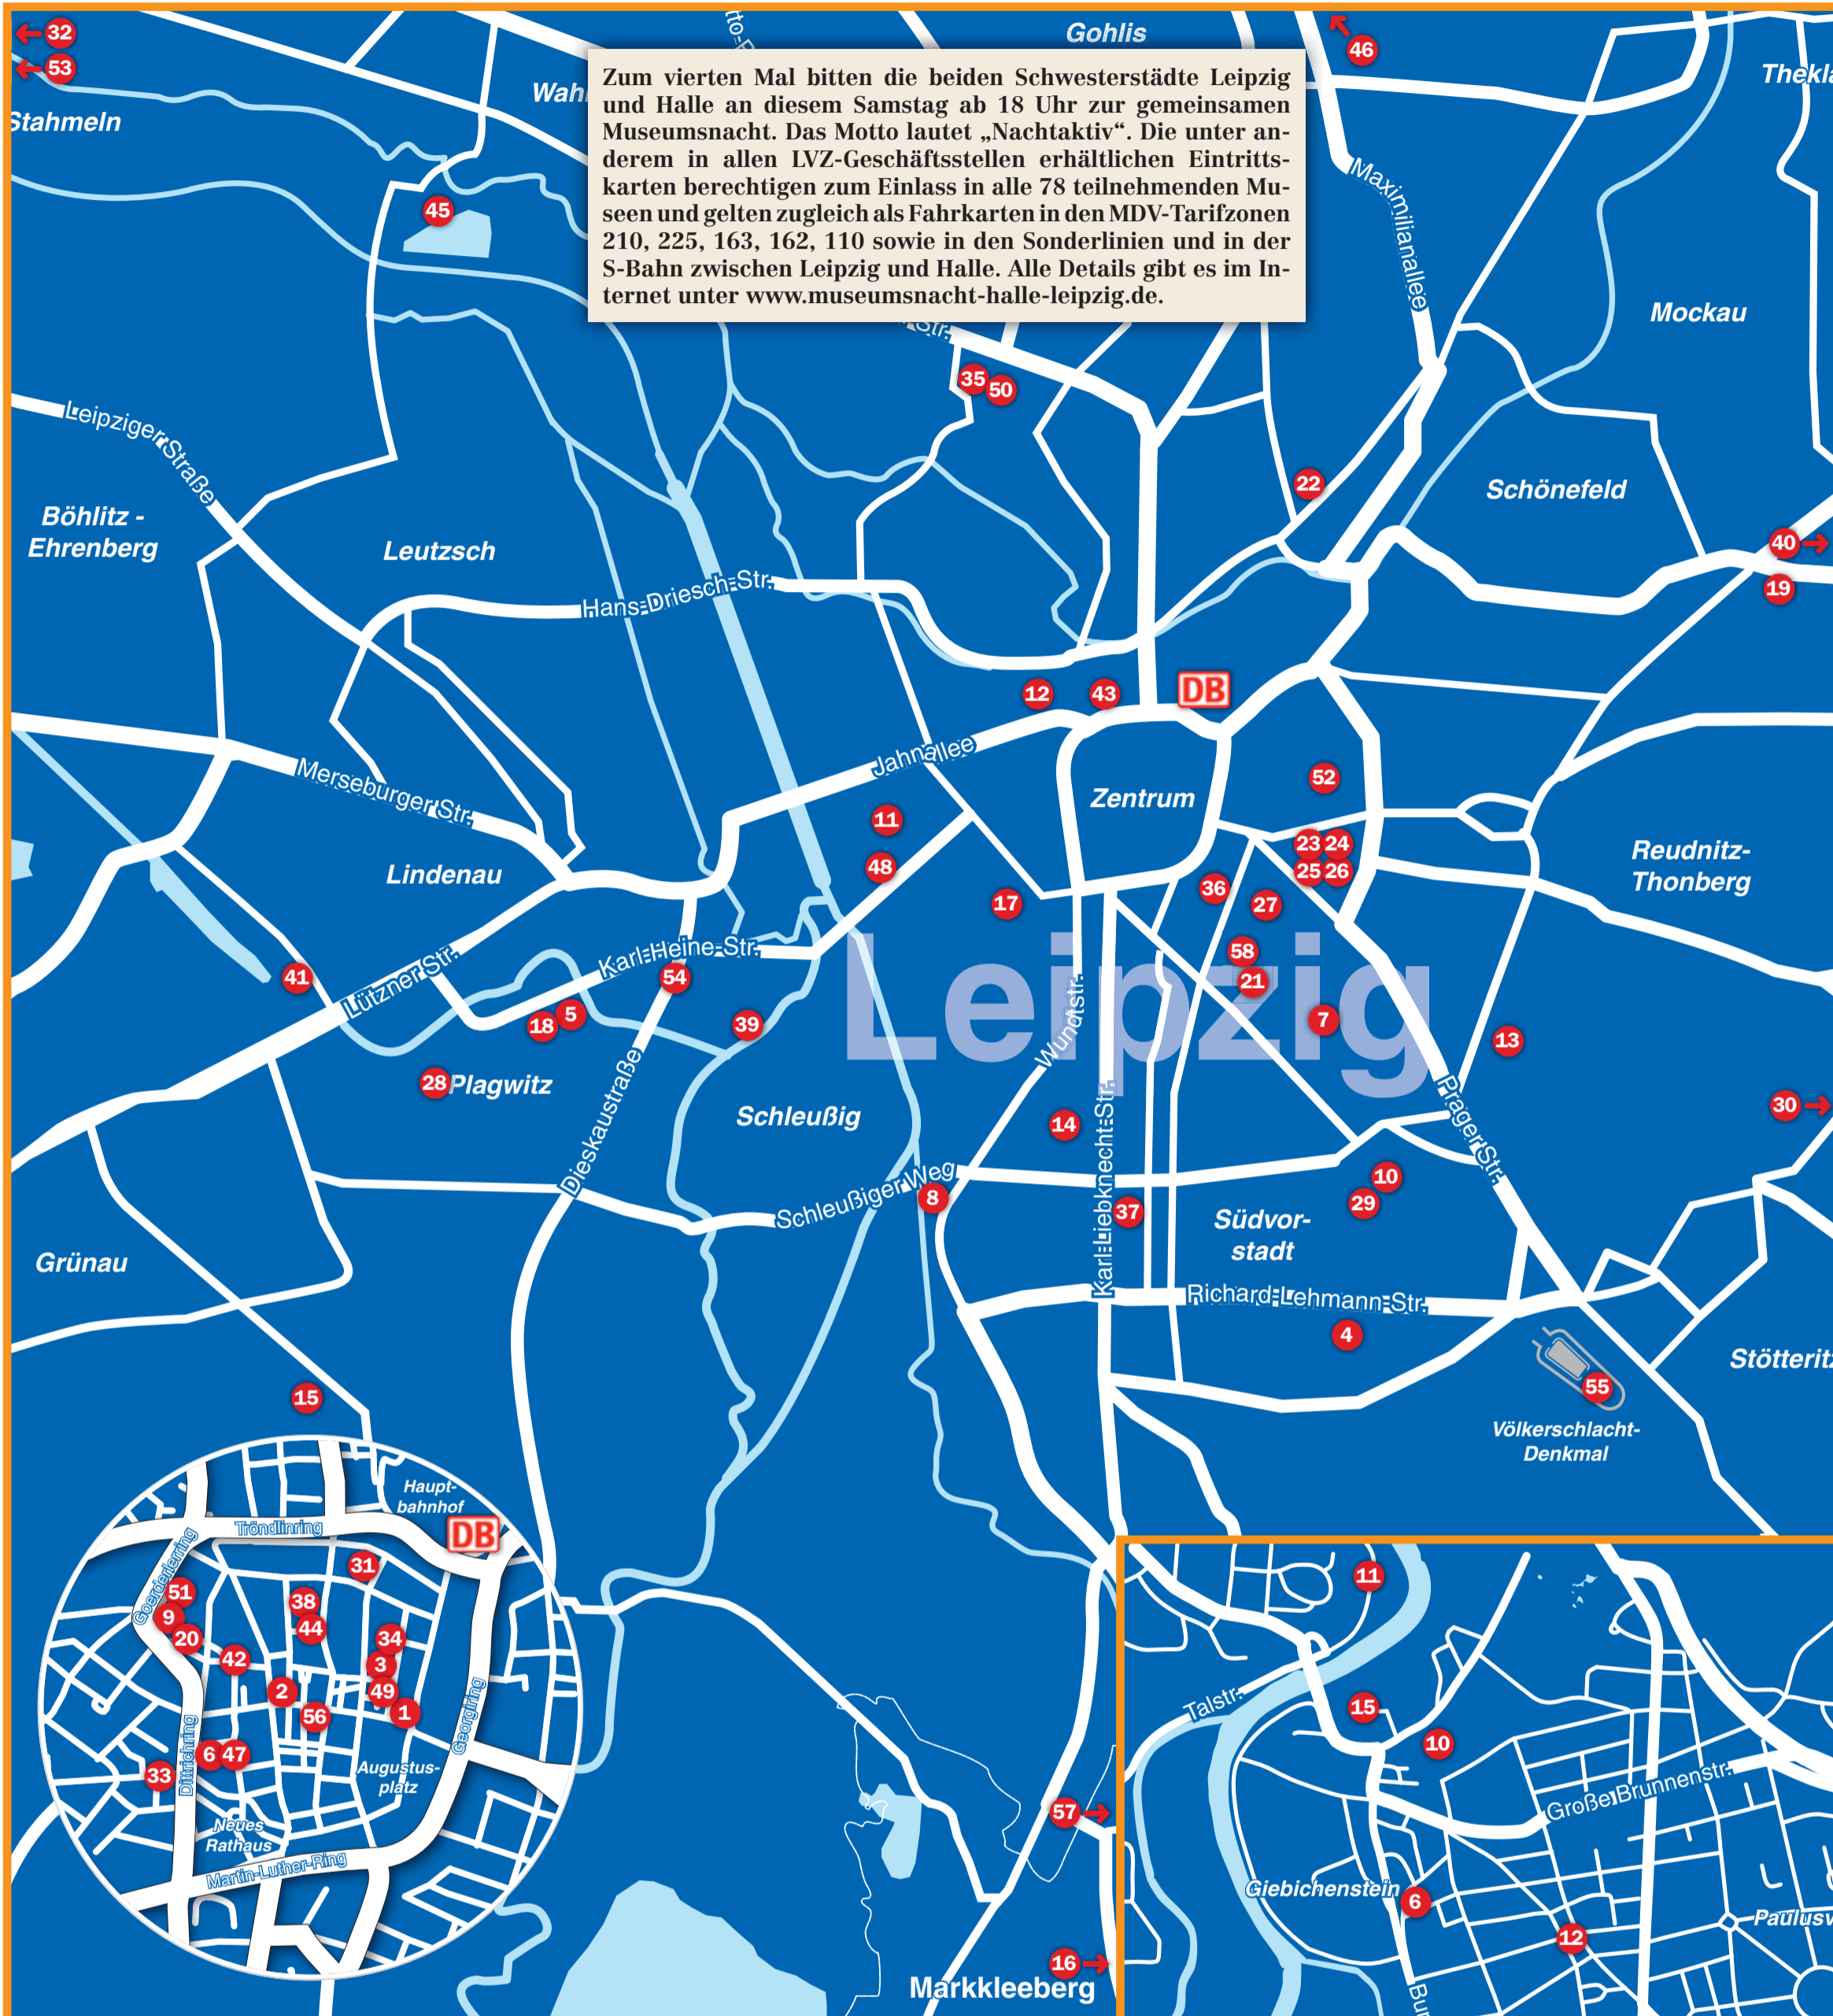 32
53
Stahmeln
Gohlis
46
Zum vierten Mal bitten die beiden Schwesterstädte Leipzig
und Halle an diesem Samstag ab 18 Uhr zur gemeinsamen
Museumsnacht. Das Motto lautet „Nachtaktiv“. Die unter an-
derem in allen LVZ-Geschäftsstellen erhältlichen Eintritts-
karten berechtigen zum Einlass in alle 78 teilnehmenden Mu-
seen und gelten zugleich als Fahrkarten in den MDV-Tarifzonen
210, 225, 163, 162, 110 sowie in den Sonderlinien und in der
S-Bahn zwischen Leipzig und Halle. Alle Details gibt es im In-
ternet unter www.museumsnacht-halle-leipzig.de.
45
Maximilianallee
Mockau
Str.
35
50
Leipziger Straße
22
Schönefeld
Böhlitz -
Ehrenberg
Leutzsch
40
19
Hans-Driesch-Str.
12
43
DB
Jahnallee
Merseburger Str.
52
Zentrum
11
48
23
24
25
26
Reudnitz-
Thonberg
Lindenau
17
36
27
58
21
Leipzig
Karl-Heine-Str.
Lützner Str.
41
54
18
5
39
7
13
Wundtstr.
28
Plagwitz
Dieskaustraße
Schleußig
14
Karl-Liebknecht-Str.
Prager Str.
30
Schleußiger Weg
8
10
29
37
Südvor-
stadt
Grünau
Richard-Lehmann-Str.
4
55
Stötteritz
Völkerschlacht-
Denkmal
15
Haupt-
bahnhof
DB
Tröndlinring
Goerdelerring
31
51
9
20
38
44
42
34
3
2
49
56
1
Georgiring
6
47
33
Dittrichring
Augustus-
platz
Neues
Rathaus
Martin-Luther-Ring
57
16
Markkleeberg
11
Talstr.
15
10
Große Brunnenstr.
Giebichenstein
6
12